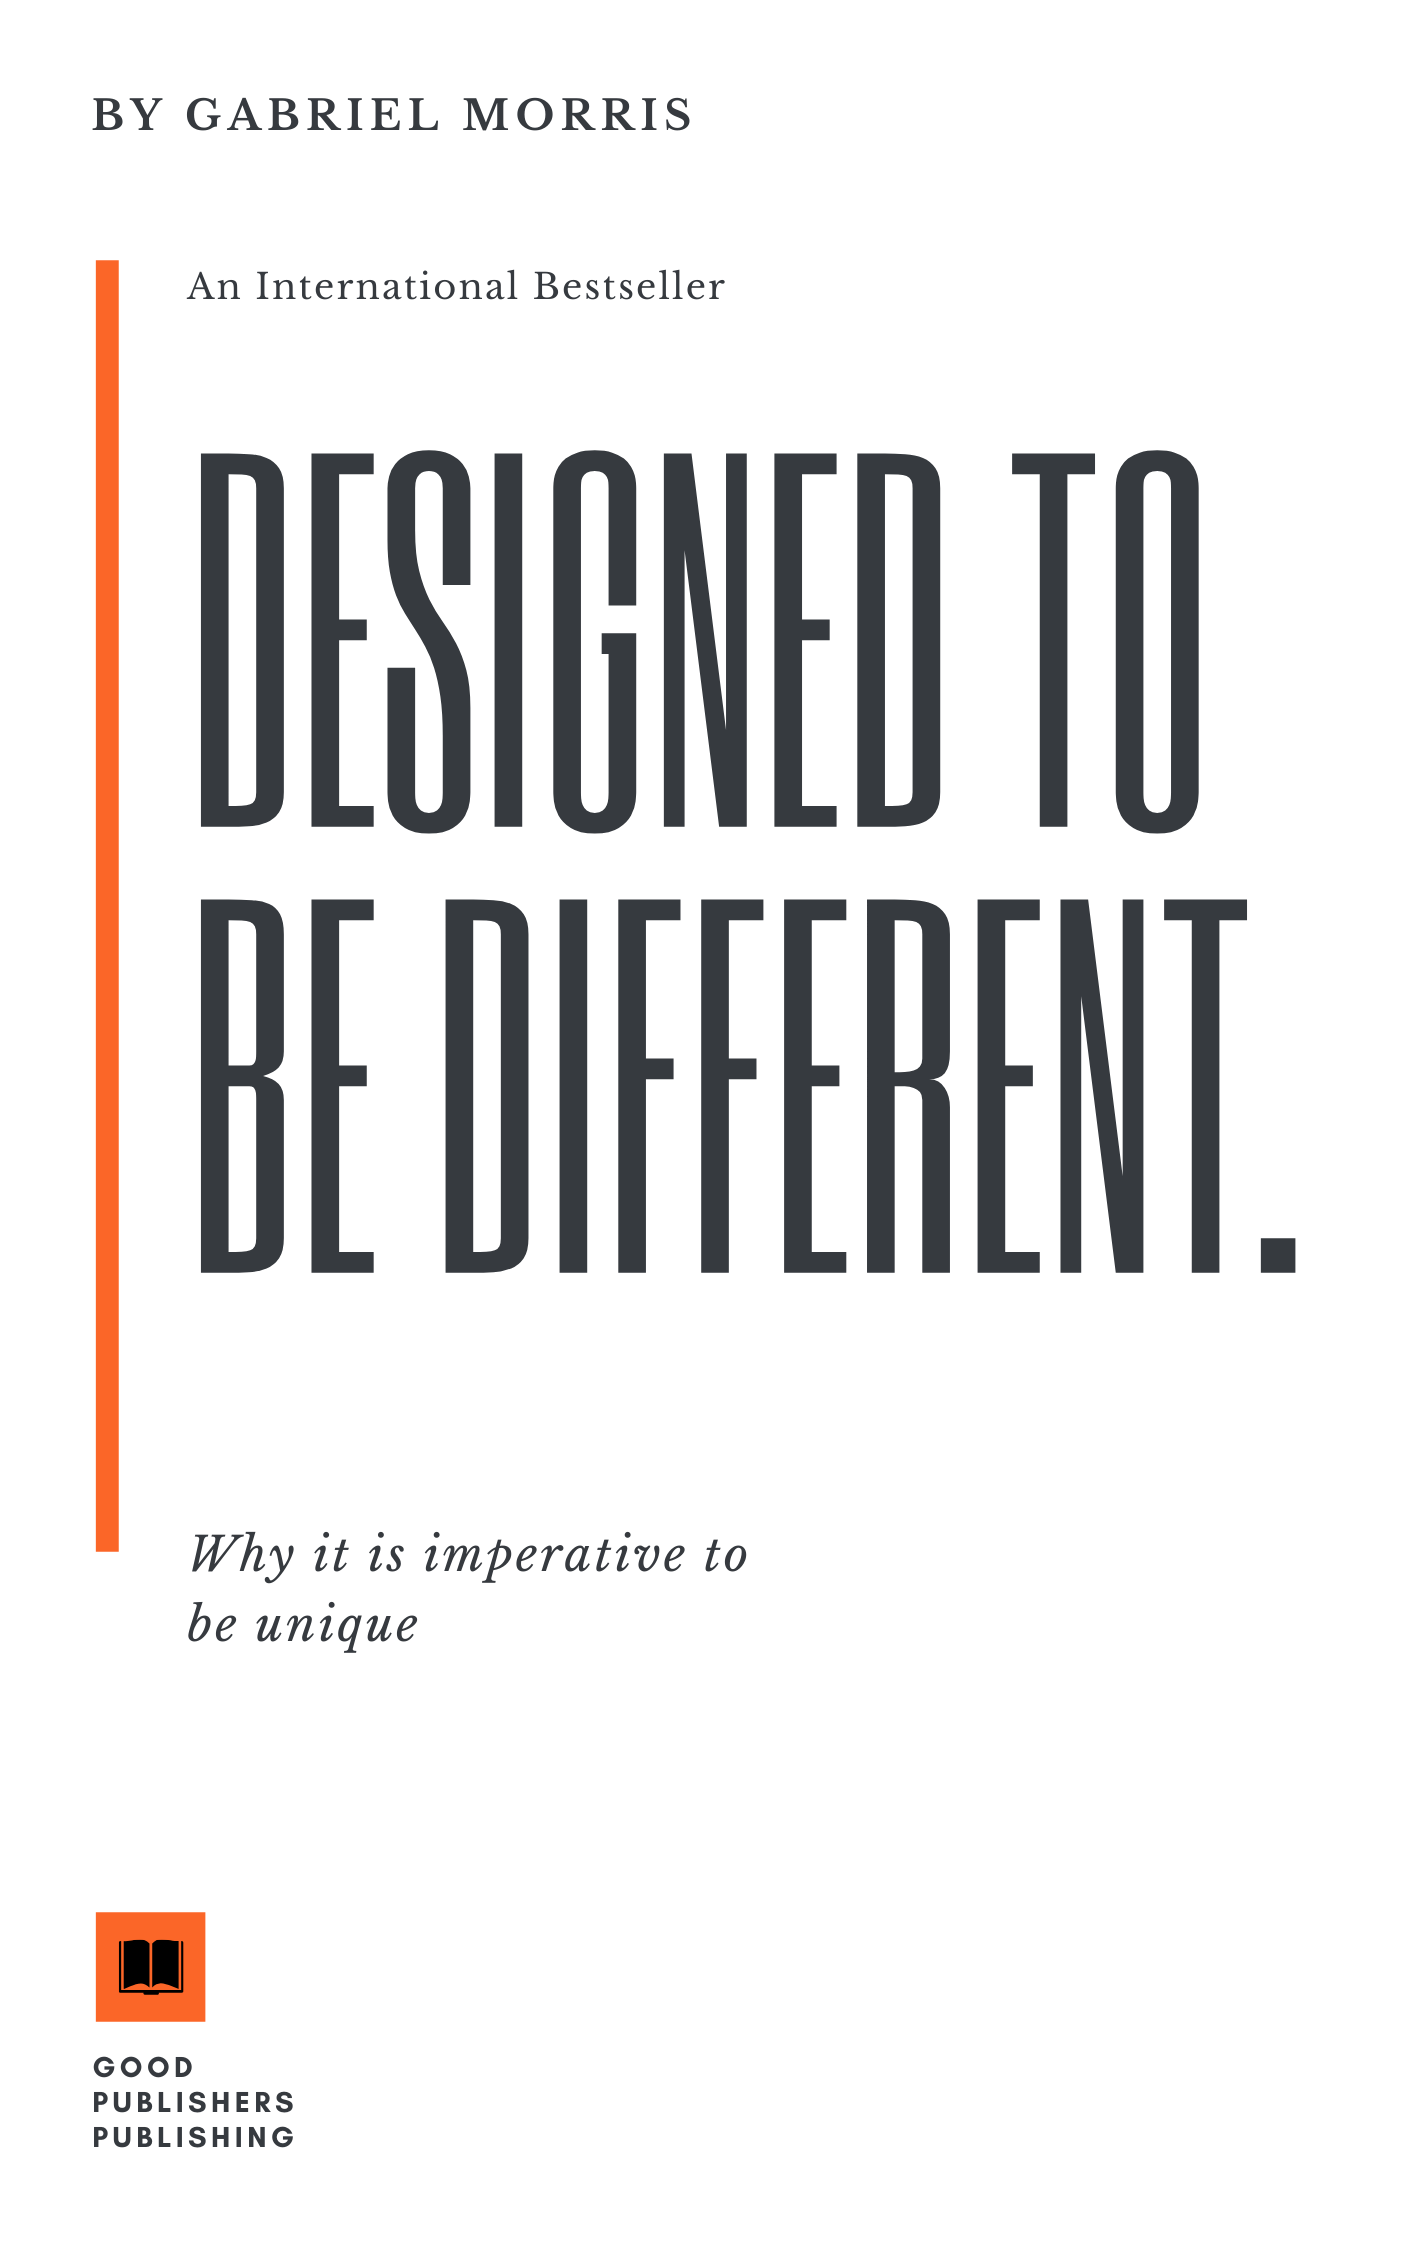 BY GABRIEL MORRIS
An International Bestseller
DESIGNED TO
BE DIFFERENT.
Why it is imperative to
be unique
GOOD
PUBLISHERS
PUBLISHING